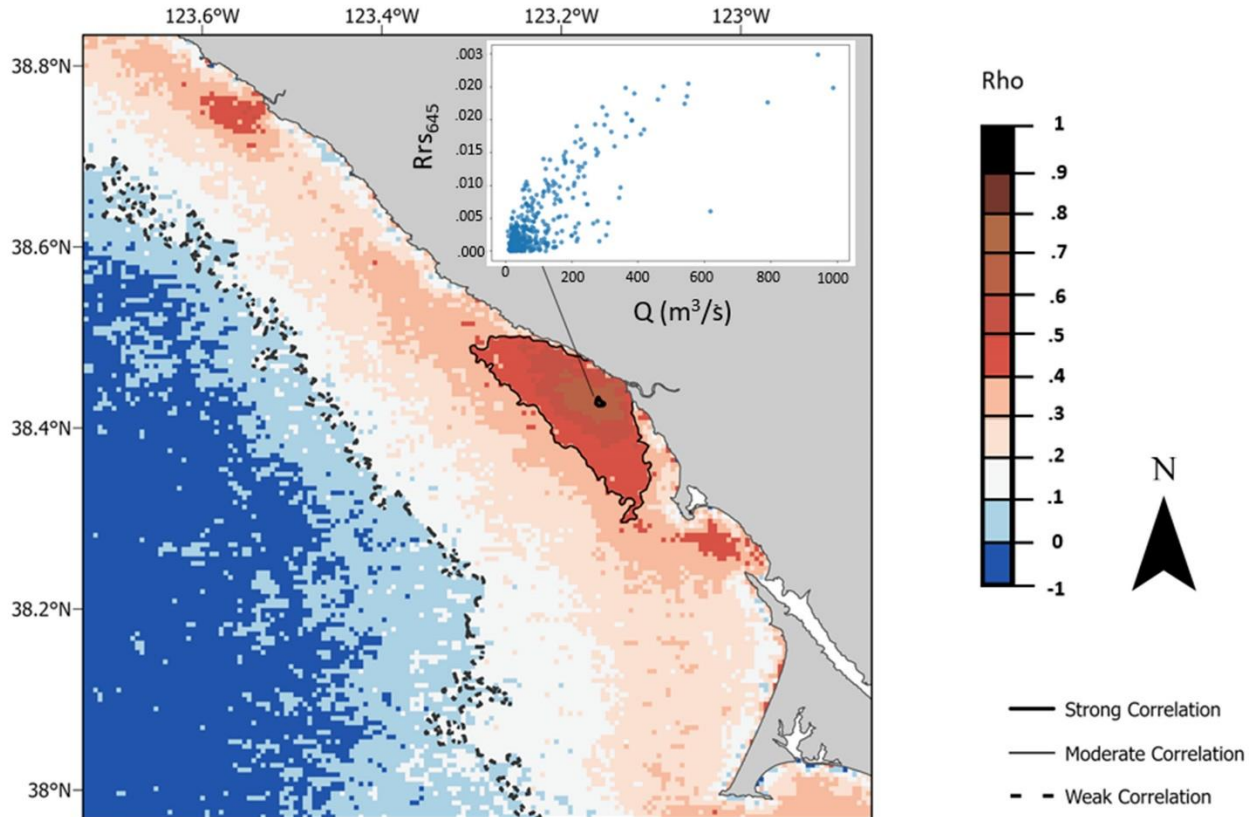 123.6°W 123.4°W 123.2°W 123°W
38.8°N
38.6°N
38.4°N
38.2°N
38°N
.003
.020
.020
.015
.010
.005
.000
Rrs645
0 200 400 600 800 1000
Q (m³/s)
Rho
1
.9
.8
.7
.6
.5
.4
.3
.2
.1
0
-1
N
Strong Correlation
Moderate Correlation
Weak Correlation